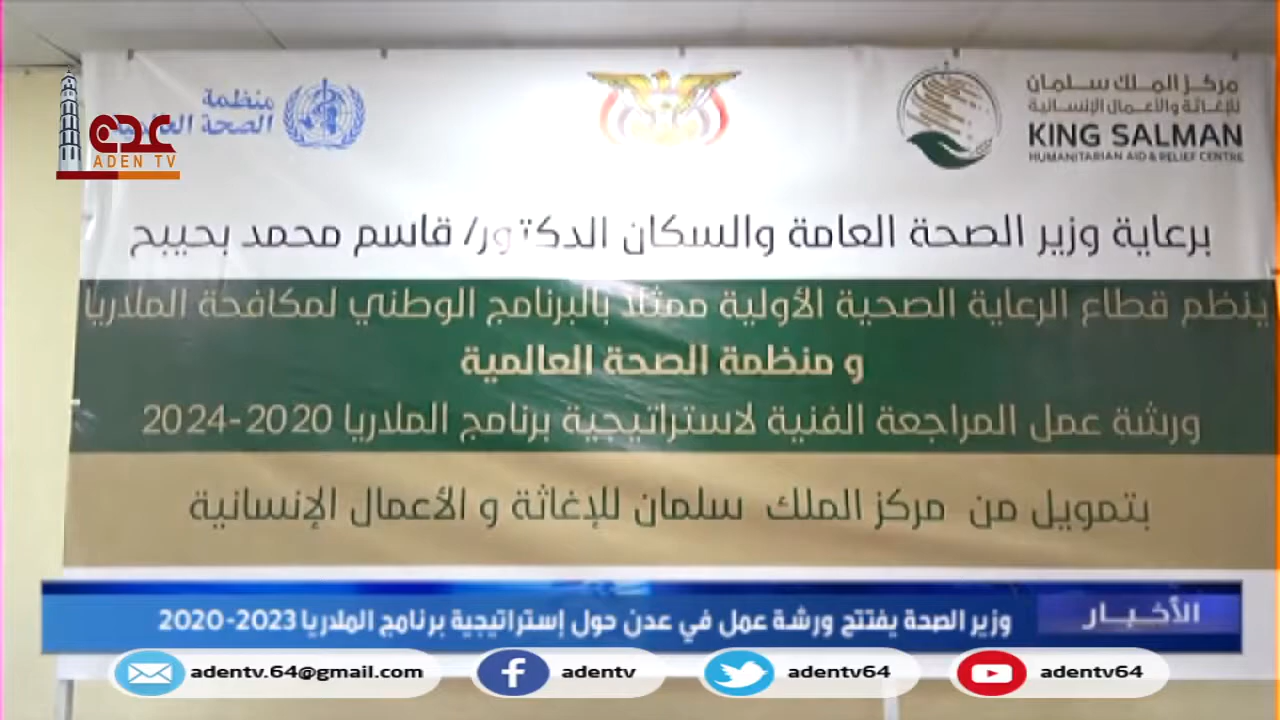 مركز الملك سلمان
للإغاثة والأعمال الإنسانية
KING SALMAN
HUMANITARIAN AID & RELIEF CENTRE
منظمة
الصحة العالمية
عدن
ADEN TV
برعاية وزير الصحة العامة والسكان الدكتور/ قاسم محمد بحيبح
ينظم قطاع الرعاية الصحية الأولية ممثلا بالبرنامج الوطني لمكافحة الملاريا
و منظمة الصحة العالمية
ورشة عمل المراجعة الفنية لاستراتيجية برنامج الملاريا 2020-2024
بتمويل من مركز الملك سلمان للإغاثة و الأعمال الإنسانية
الأخبار
وزير الصحة يفتتح ورشة عمل في عدن حول إستراتيجية برنامج الملاريا 2023-2020
adentv.64@gmail.com
adentv
adentv64
adentv64